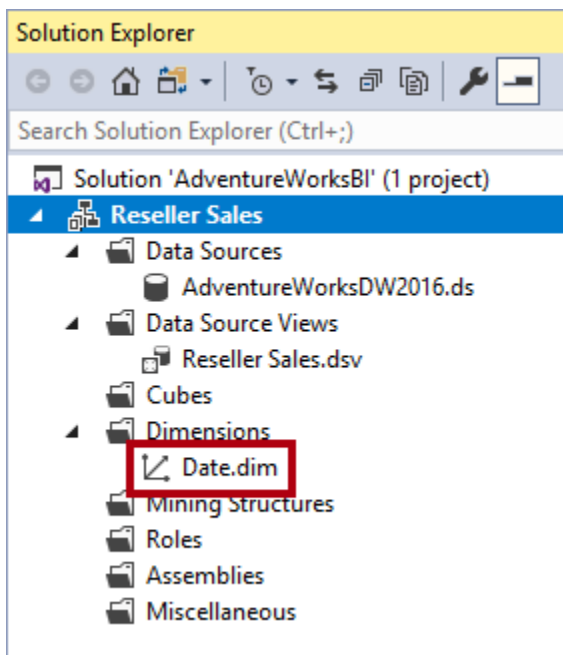 Solution Explorer
Search Solution Explorer (Ctrl+;)
Solution 'AdventureWorksBI' (1 project)
Reseller Sales
Data Sources
AdventureWorksDW2016.ds
Data Source Views
Reseller Sales.dsv
Cubes
Dimensions
Date.dim
Mining Structures
Roles
Assemblies
Miscellaneous